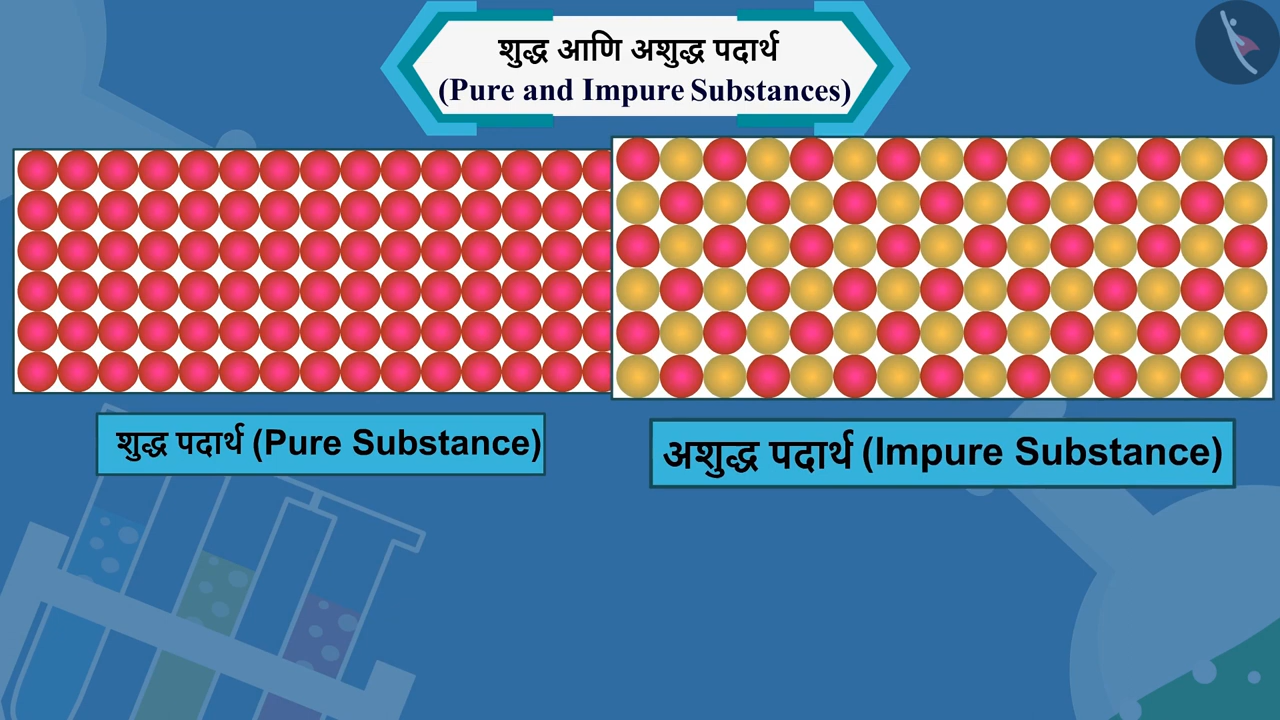 शुद्ध आणि अशुद्ध पदार्थ
(Pure and Impure Substances)
शुद्ध पदार्थ (Pure Substance)
अशुद्ध पदार्थ (Impure Substance)